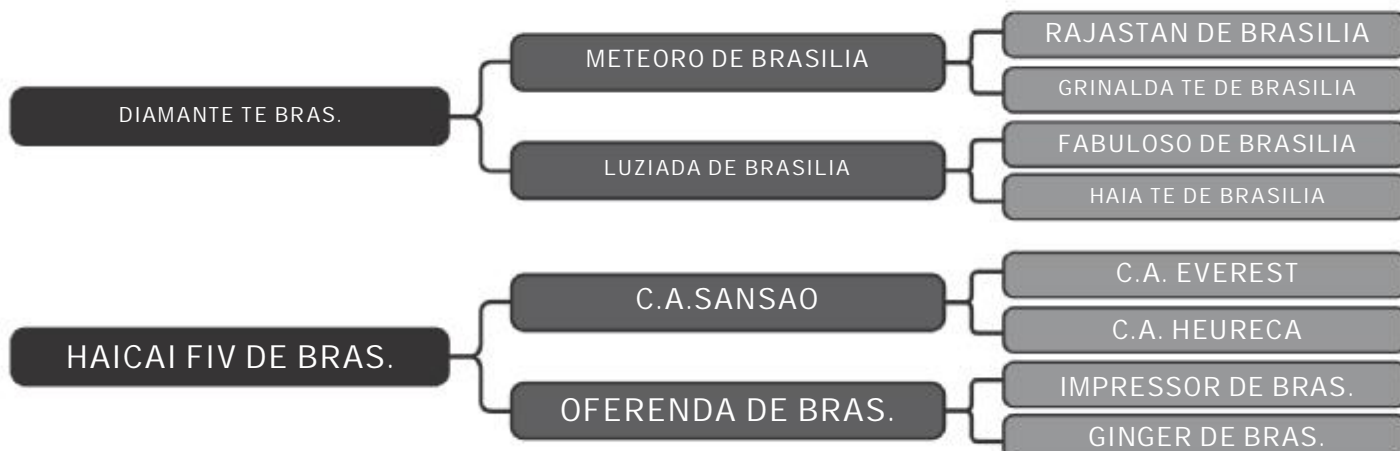 RAJASTAN DE BRASILIA
METEORO DE BRASILIA
GRINALDA TE DE BRASILIA
DIAMANTE TE BRAS.
FABULOSO DE BRASILIA
LUZIADA DE BRASILIA
HAIA TE DE BRASILIA
C.A. EVEREST
C.A.SANSAO
C.A. HEURECA
HAICAI FIV DE BRAS.
IMPRESSOR DE BRAS.
OFERENDA DE BRAS.
GINGER DE BRAS.